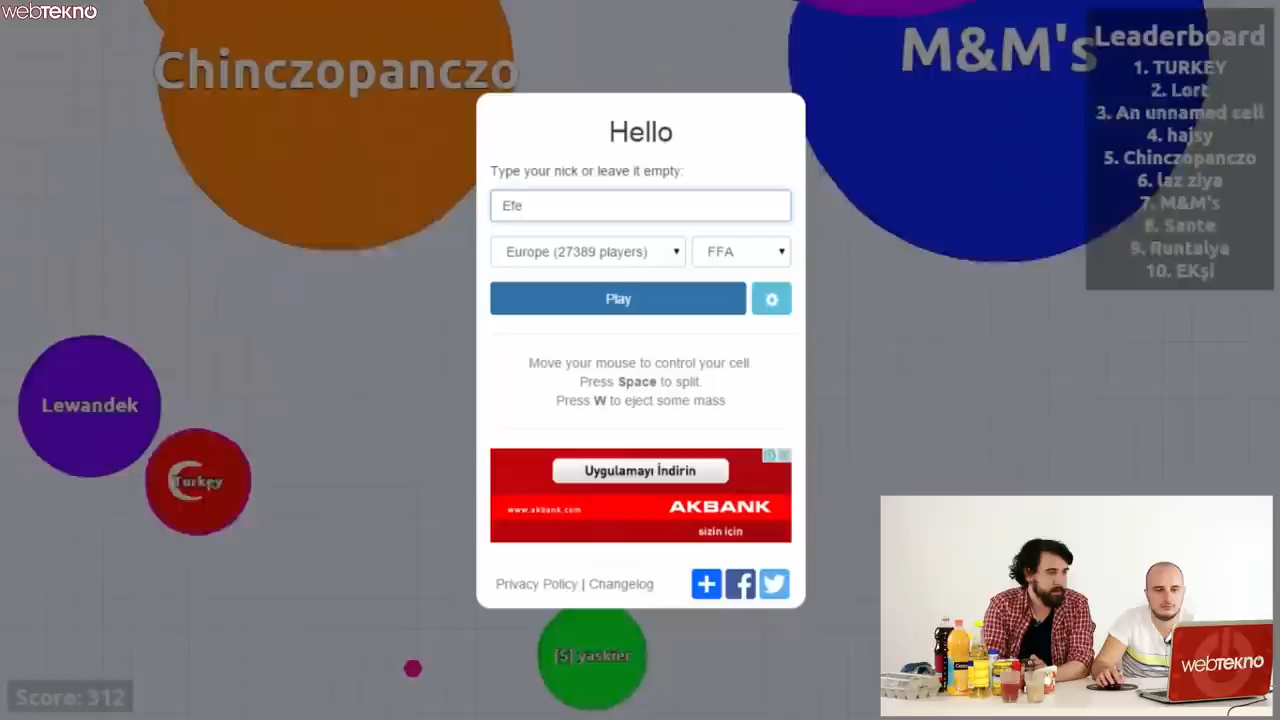 webTEKNO
Chinczopanczo
M&M's
Leaderboard
1. TURKEY
2. Lort
3. An unnamed cell
4. hajsy
5. Chinczopanczo
6. laz ziya
7. M&M's
8. Sante
9. Runtalya
10. EKşi
Hello
Type your nick or leave it empty:
Efe
Europe (27389 players)
FFA
Play
Move your mouse to control your cell.
Press Space to split.
Press W to eject some mass
Lewandek
Turkey
Uygulamayı İndirin
www.akbank.com
AKBANK
sizin için
Privacy Policy | Changelog
[S] yaskier
Score: 312
webTEKNO